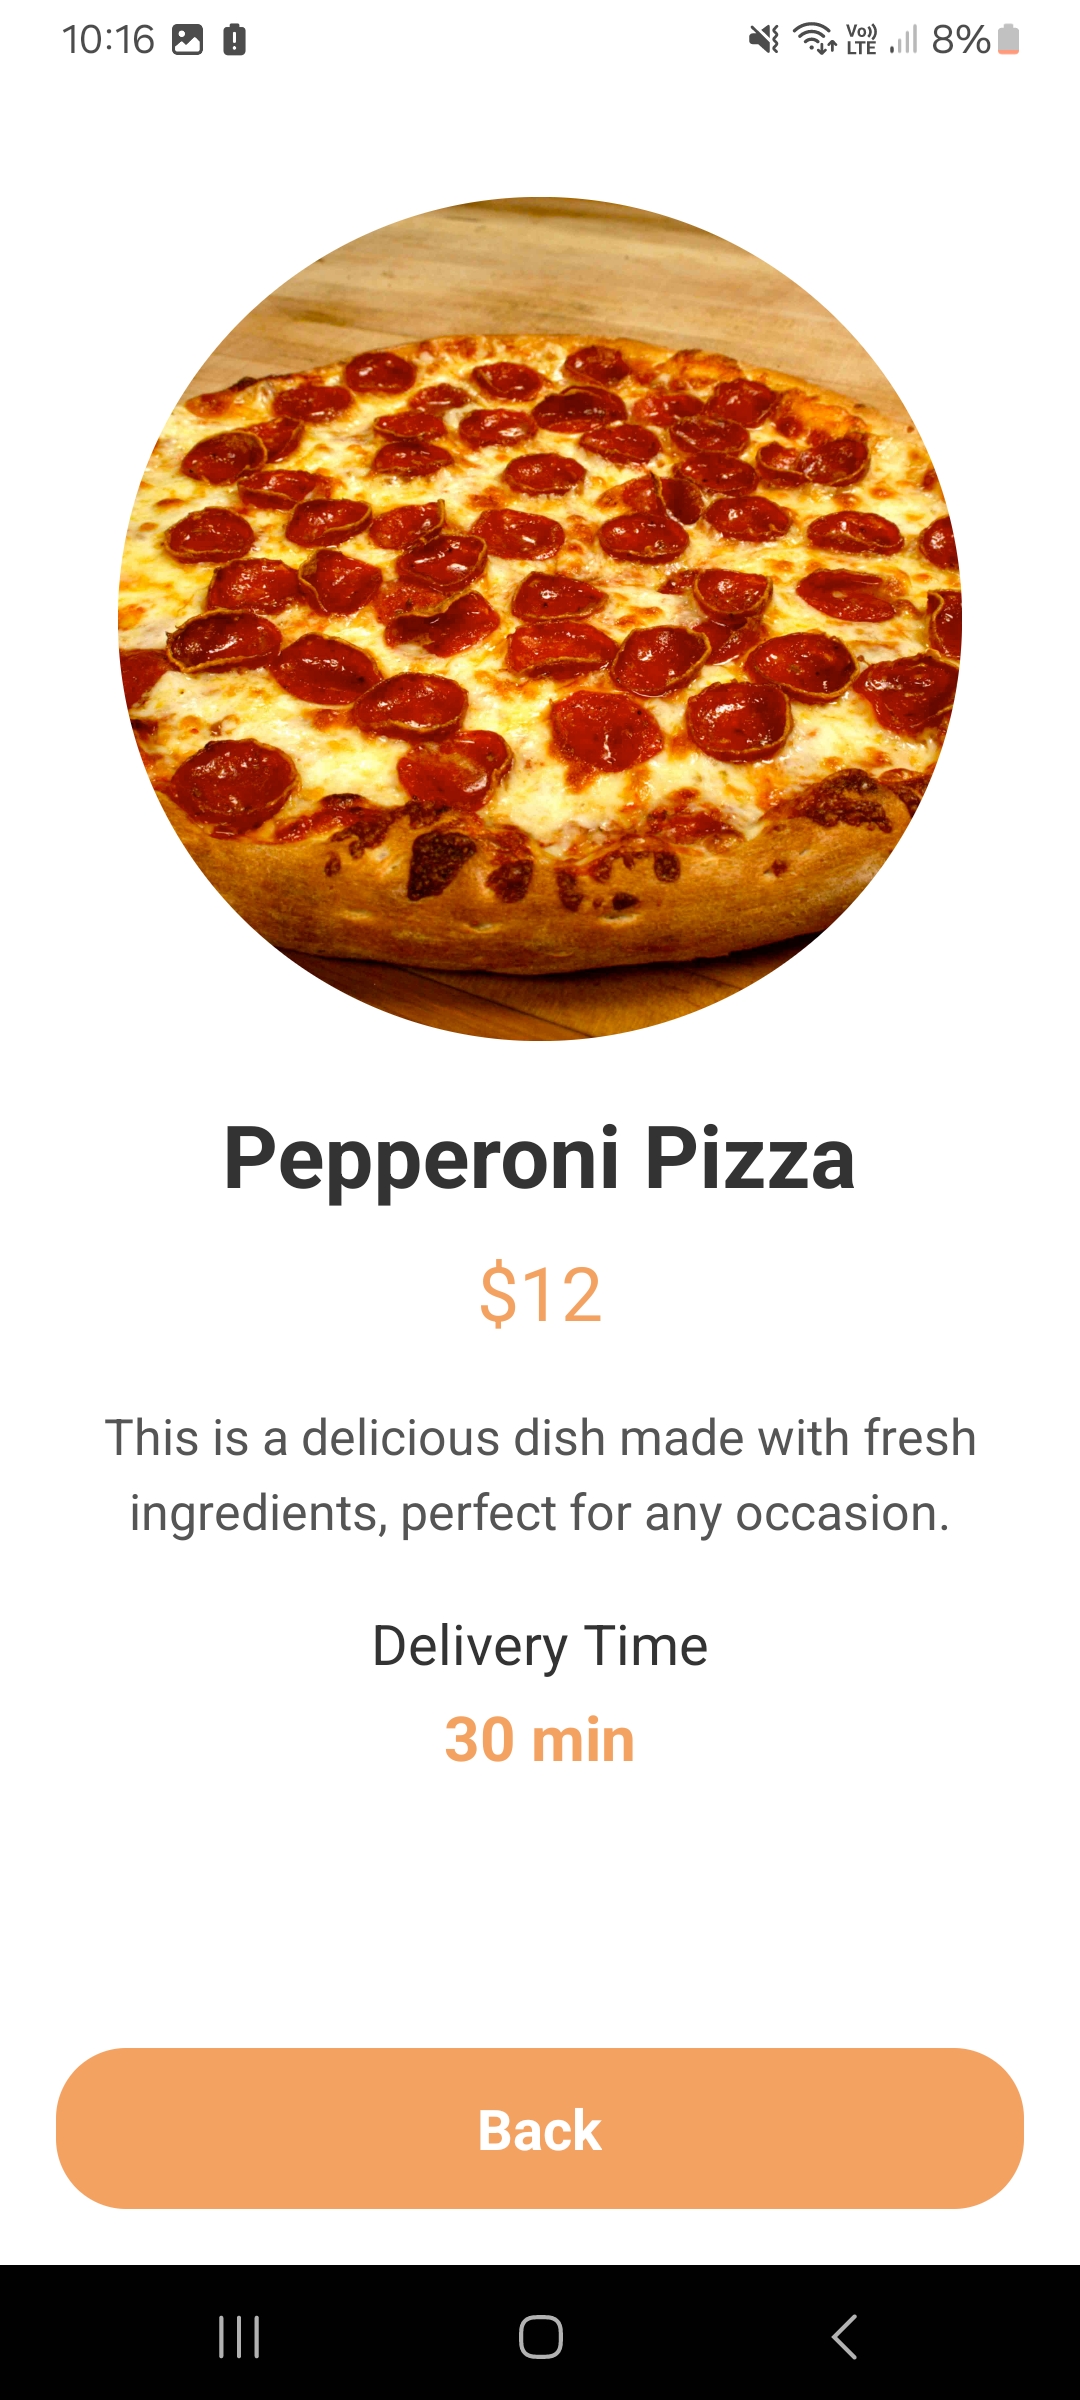 10:16
Vo)) LTE 8%
Pepperoni Pizza
$12
This is a delicious dish made with fresh
ingredients, perfect for any occasion.
Delivery Time
30 min
Back